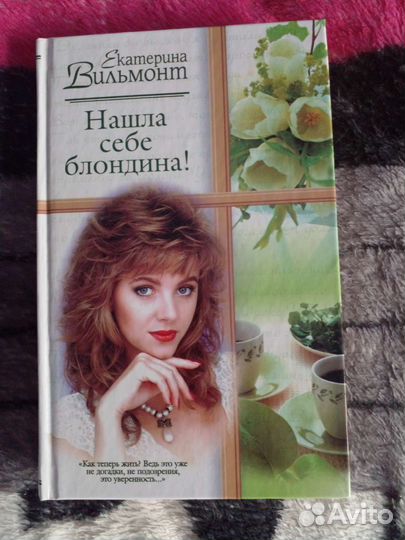 Екатерина
Вильмонт
Нашла
себе
блондина!
«Как теперь жить? Ведь это уже
не догадки, не подозрения,
это уверенность...»
Avito